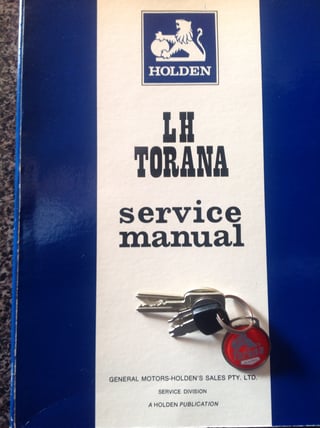 HOLDEN
LH
TORANA
service
manual
GENERAL MOTORS-HOLDEN'S SALES PTY. LTD.
SERVICE DIVISION
A HOLDEN PUBLICATION